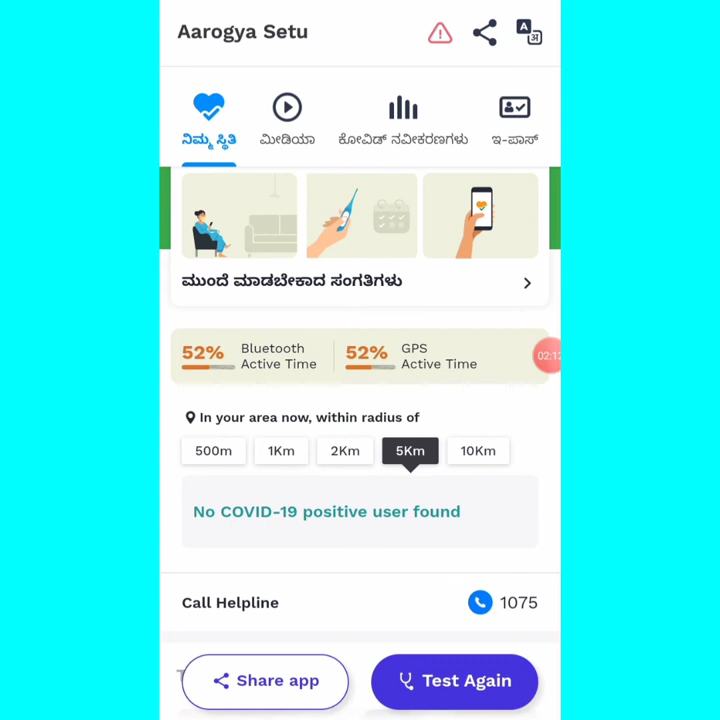 Aarogya Setu
ನಿಮ್ಮ ಸ್ಥಿತಿ ಮೀಡಿಯಾ ಕೋವಿಡ್ ನವೀಕರಣಗಳು ಇ-ಪಾಸ್
ಮುಂದೆ ಮಾಡಬೇಕಾದ ಸಂಗತಿಗಳು
52% Bluetooth Active Time
52% GPS Active Time
02:12
In your area now, within radius of
500m 1Km 2Km 5Km 10Km
No COVID-19 positive user found
Call Helpline 1075
Share app Test Again